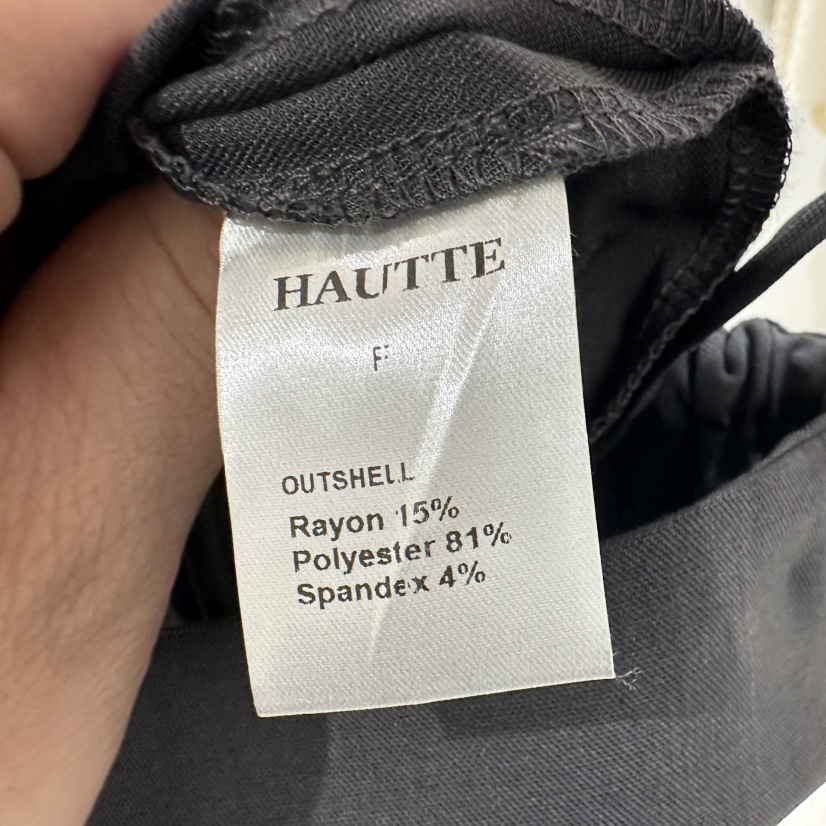 HAUTTE
F
OUTSHELL
Rayon 15%
Polyester 81%
Spandex 4%